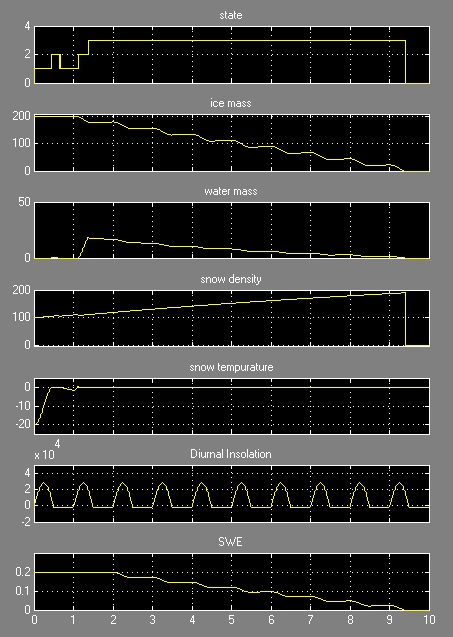 state
4
2
0
ice mass
200
100
0
water mass
50
0
snow density
200
100
0
snow tempurature
0
-10
-20
x 10 4
Diurnal Insolation
4
2
0
-2
SWE
0.2
0.1
0
0 1 2 3 4 5 6 7 8 9 10